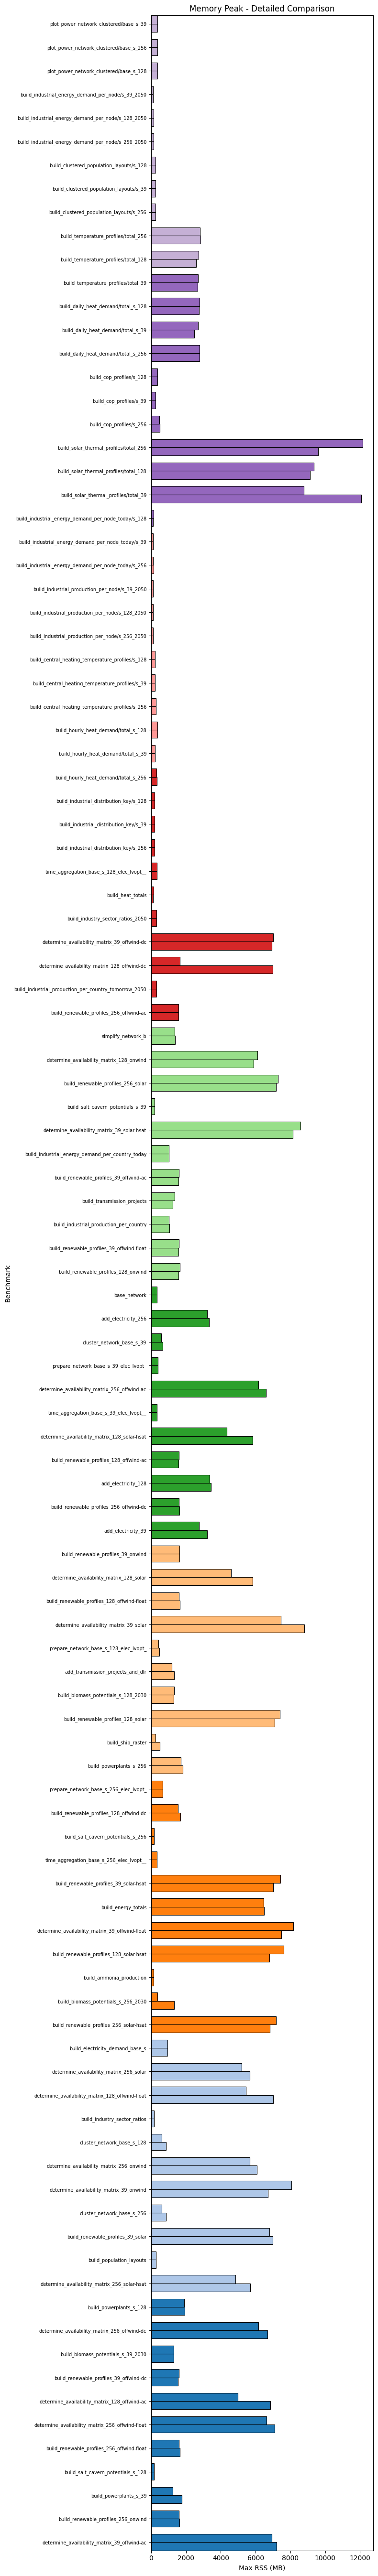 Memory Peak - Detailed Comparison
plot_power_network_clustered/base_s_39
plot_power_network_clustered/base_s_256
plot_power_network_clustered/base_s_128
build_industrial_energy_demand_per_node/s_39_2050
build_industrial_energy_demand_per_node/s_128_2050
build_industrial_energy_demand_per_node/s_256_2050
build_clustered_population_layouts/s_128
build_clustered_population_layouts/s_39
build_clustered_population_layouts/s_256
build_temperature_profiles/total_256
build_temperature_profiles/total_128
build_temperature_profiles/total_39
build_daily_heat_demand/total_s_128
build_daily_heat_demand/total_s_39
build_daily_heat_demand/total_s_256
build_cop_profiles/s_128
build_cop_profiles/s_39
build_cop_profiles/s_256
build_solar_thermal_profiles/total_256
build_solar_thermal_profiles/total_128
build_solar_thermal_profiles/total_39
build_industrial_energy_demand_per_node_today/s_128
build_industrial_energy_demand_per_node_today/s_39
build_industrial_energy_demand_per_node_today/s_256
build_industrial_production_per_node/s_39_2050
build_industrial_production_per_node/s_128_2050
build_industrial_production_per_node/s_256_2050
build_central_heating_temperature_profiles/s_128
build_central_heating_temperature_profiles/s_39
build_central_heating_temperature_profiles/s_256
build_hourly_heat_demand/total_s_128
build_hourly_heat_demand/total_s_39
build_hourly_heat_demand/total_s_256
build_industrial_distribution_key/s_128
build_industrial_distribution_key/s_39
build_industrial_distribution_key/s_256
time_aggregation_base_s_128_elec_lvopt__
build_heat_totals
build_industry_sector_ratios_2050
determine_availability_matrix_39_offwind-dc
determine_availability_matrix_128_offwind-dc
build_industrial_production_per_country_tomorrow_2050
build_renewable_profiles_256_offwind-ac
simplify_network_b
determine_availability_matrix_128_onwind
build_renewable_profiles_256_solar
build_salt_cavern_potentials_s_39
determine_availability_matrix_39_solar-hsat
build_industrial_energy_demand_per_country_today
build_renewable_profiles_39_offwind-ac
build_transmission_projects
build_industrial_production_per_country
build_renewable_profiles_39_offwind-float
build_renewable_profiles_128_onwind
Benchmark
base_network
add_electricity_256
cluster_network_base_s_39
prepare_network_base_s_39_elec_lvopt_
determine_availability_matrix_256_offwind-ac
time_aggregation_base_s_39_elec_lvopt__
determine_availability_matrix_128_solar-hsat
build_renewable_profiles_128_offwind-ac
add_electricity_128
build_renewable_profiles_256_offwind-dc
add_electricity_39
build_renewable_profiles_39_onwind
determine_availability_matrix_128_solar
build_renewable_profiles_128_offwind-float
determine_availability_matrix_39_solar
prepare_network_base_s_128_elec_lvopt_
add_transmission_projects_and_dlr
build_biomass_potentials_s_128_2030
build_renewable_profiles_128_solar
build_ship_raster
build_powerplants_s_256
prepare_network_base_s_256_elec_lvopt_
build_renewable_profiles_128_offwind-dc
build_salt_cavern_potentials_s_256
time_aggregation_base_s_256_elec_lvopt__
build_renewable_profiles_39_solar-hsat
build_energy_totals
determine_availability_matrix_39_offwind-float
build_renewable_profiles_128_solar-hsat
build_ammonia_production
build_biomass_potentials_s_256_2030
build_renewable_profiles_256_solar-hsat
build_electricity_demand_base_s
determine_availability_matrix_256_solar
determine_availability_matrix_128_offwind-float
build_industry_sector_ratios
cluster_network_base_s_128
determine_availability_matrix_256_onwind
determine_availability_matrix_39_onwind
cluster_network_base_s_256
build_renewable_profiles_39_solar
build_population_layouts
determine_availability_matrix_256_solar-hsat
build_powerplants_s_128
determine_availability_matrix_256_offwind-dc
build_biomass_potentials_s_39_2030
build_renewable_profiles_39_offwind-dc
determine_availability_matrix_128_offwind-ac
determine_availability_matrix_256_offwind-float
build_renewable_profiles_256_offwind-float
build_salt_cavern_potentials_s_128
build_powerplants_s_39
build_renewable_profiles_256_onwind
determine_availability_matrix_39_offwind-ac
0 2000 4000 6000 8000 10000 12000
Max RSS (MB)